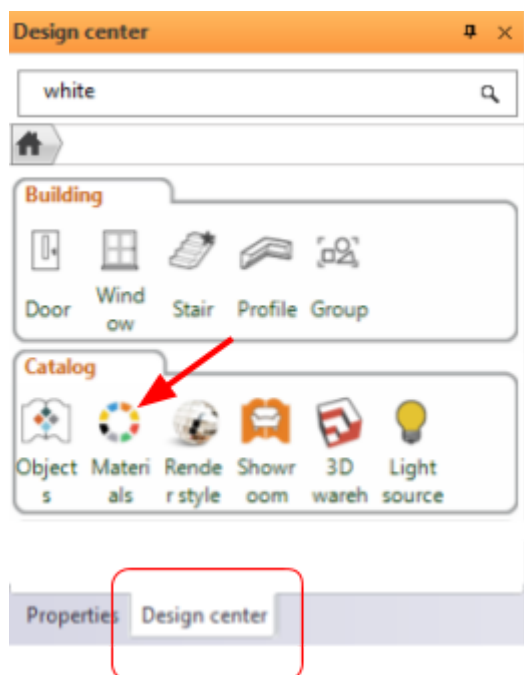 Design center
white
Building
Door Wind Stair Profile Group
ow
Catalog
Object Materi Rende Showr 3D Light
s als r style oom wareh source
Properties Design center